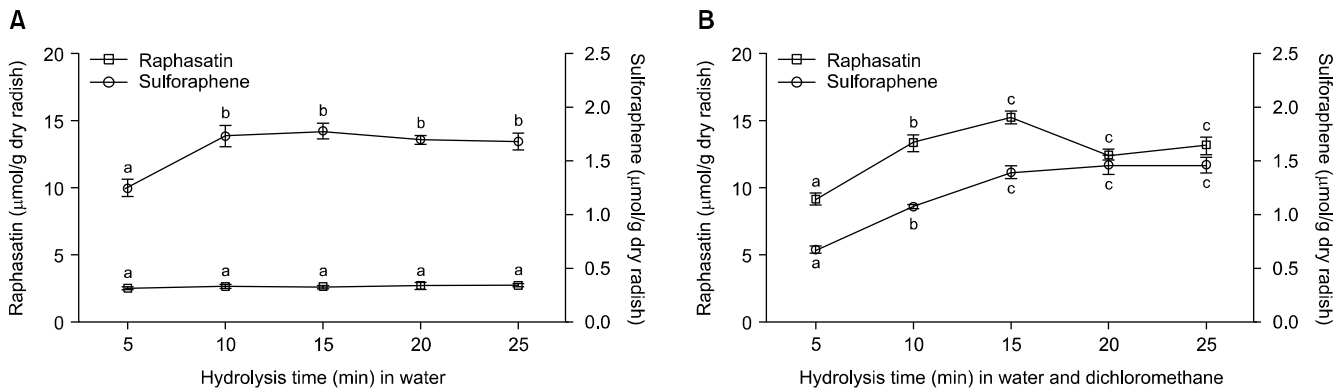 A
Raphasatin (μmol/g dry radish)
20
15
10
5
0
Raphasatin
Sulforaphene
a
b
b
b
b
a
a
a
a
a
2.5
2.0
1.5
1.0
0.5
0.0
Sulforaphene (μmol/g dry radish)
5 10 15 20 25
Hydrolysis time (min) in water
B
Raphasatin (μmol/g dry radish)
20
15
10
5
0
Raphasatin
Sulforaphene
a
b
c
c
c
a
b
c
c
c
2.5
2.0
1.5
1.0
0.5
0.0
Sulforaphene (μmol/g dry radish)
5 10 15 20 25
Hydrolysis time (min) in water and dichloromethane